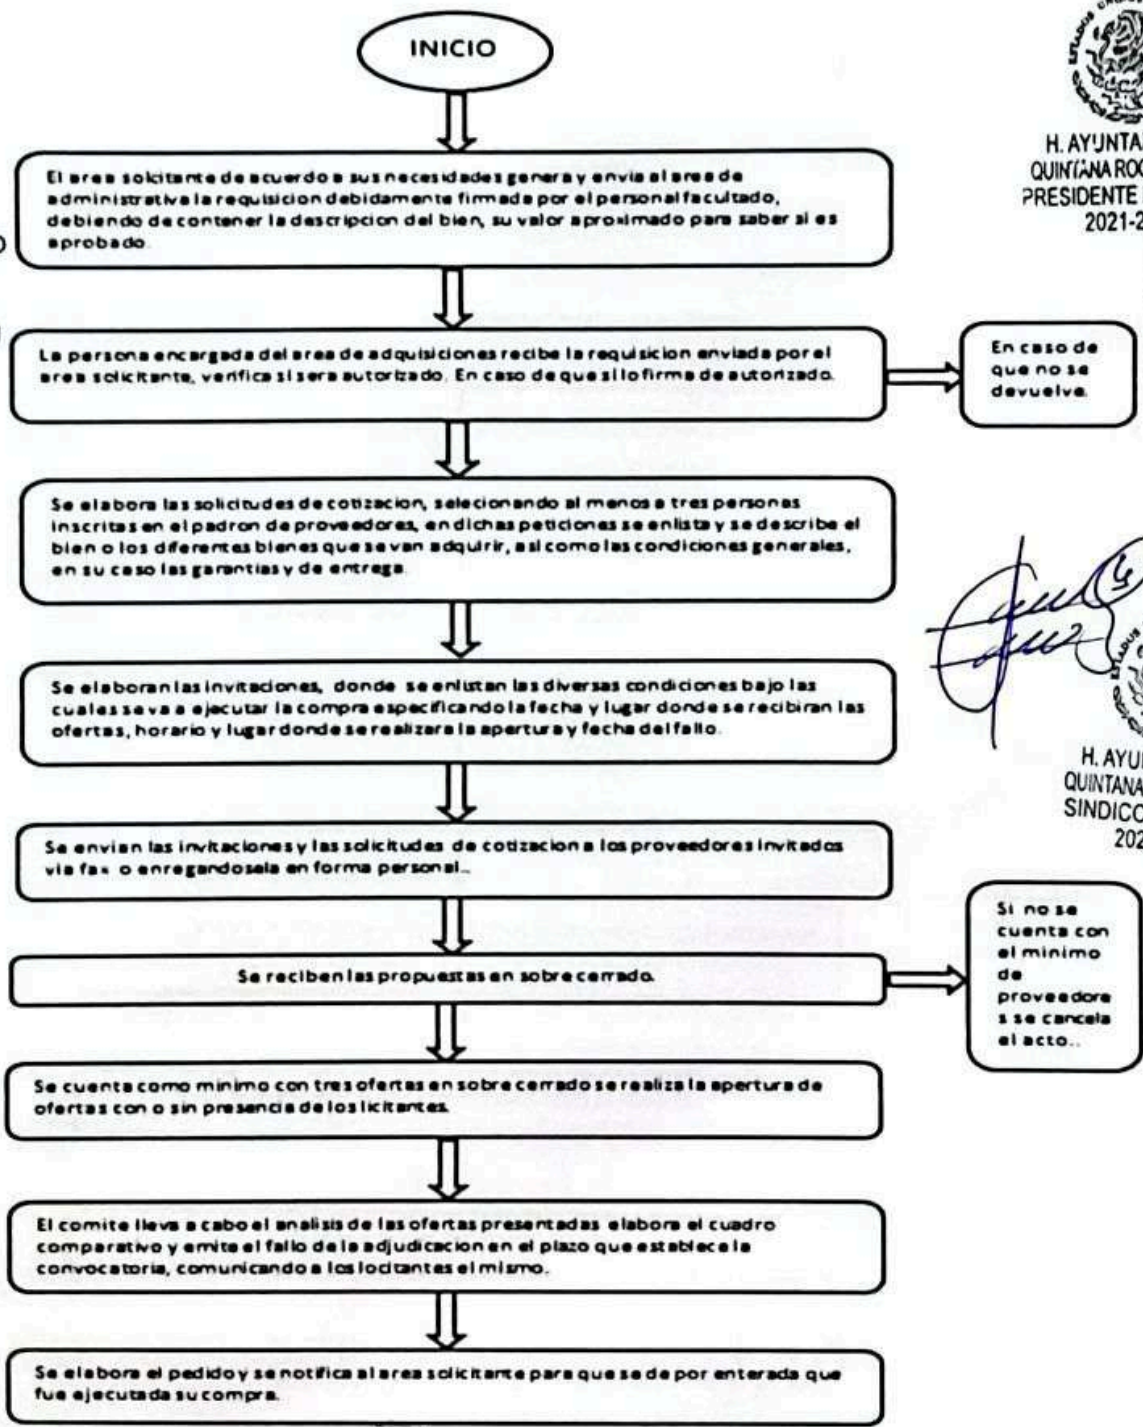 INICIO
El area solcitante de acuerdo a sus necesidades genera y envia al area de
administrativa la requisicion debidamente firmada por el personal facultado,
debiendo de contener la descripcion del bien, su valor aproximado para saber si es
aprobado.
H. AYUNTA
QUINTANA ROO
PRESIDENTE
2021-2
La persona encargada del area de adquisiciones recibe la requisicion enviada por el
area solicitante, verifica si sera autorizado. En caso de que si lo firma de autorizado.
En caso de
que no se
devuelve.
Se elabora las solicitudes de cotizacion, selecionando al menos a tres personas
inscritas en el padron de proveedores, en dichas peticiones se enlista y se describe el
bien o los diferentes bienes que se van adquirir, asi como las condiciones generales,
en su caso las garantias y de entrega.
Se elaboran las invitaciones, donde se enlistan las diversas condiciones bajo las
cuales se va a ejecutar la compra especificando la fecha y lugar donde se recibiran las
ofertas, horario y lugar donde se realizara la apertura y fecha del fallo.
H. AYU
QUINTANA
SINDICO
202
Se envian las invitaciones y las solicitudes de cotizacion a los proveedores invitados
via fax o enregandosela en forma personal..
Se reciben las propuestas en sobre cerrado.
Si no se
cuenta con
el minimo
de
proveedore
s se cancela
el acto..
Se cuenta como minimo con tres ofertas en sobre cerrado se realiza la apertura de
ofertas con o sin presencia de los licitantes.
El comite lleva a cabo el analisis de las ofertas presentadas elabora el cuadro
comparativo y emite el fallo de la adjudicacion en el plazo que establece la
convocatoria, comunicando a los locitantes el mismo.
Se elabora el pedido y se notifica al area solicitante para que se de por enterada que
fue ejecutada su compra.